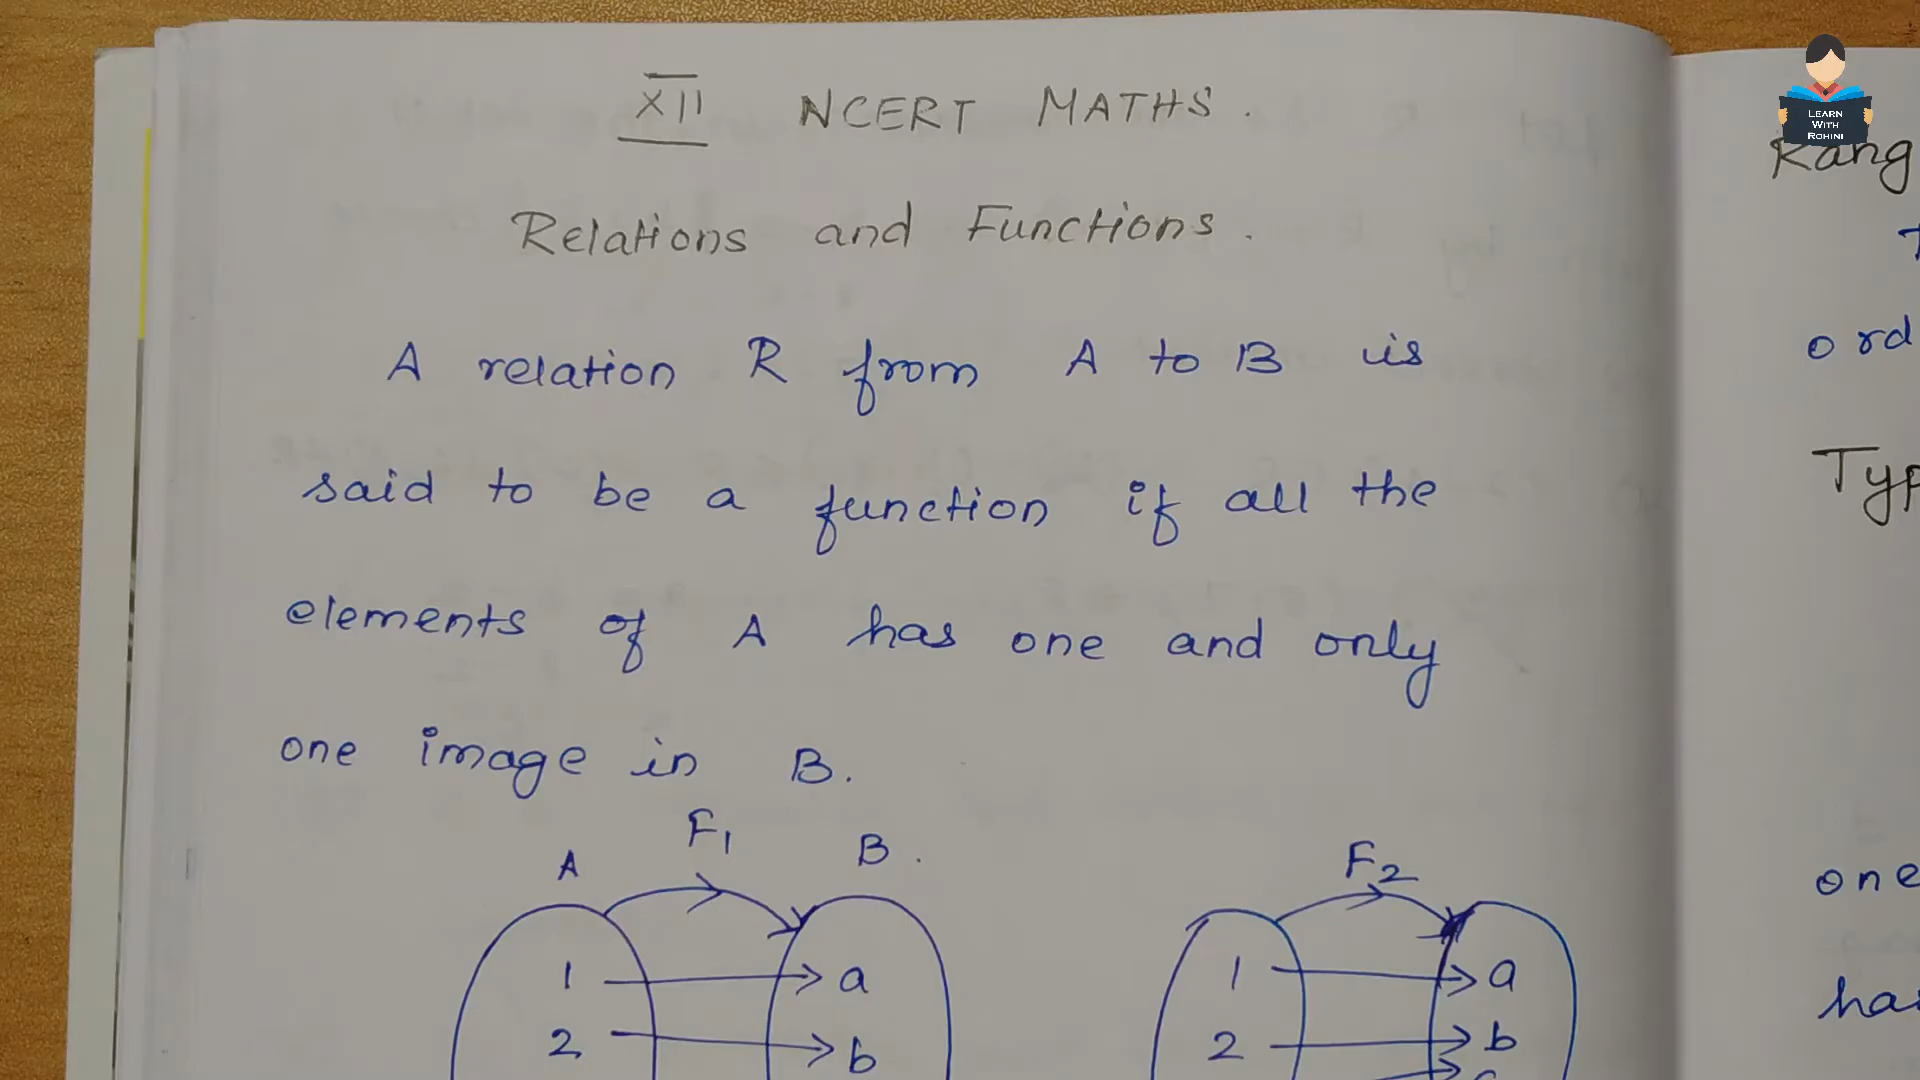 XII NCERT MATHS.
Relations and Functions.
A relation R from A to B is
said to be a function if all the
elements of A has one and only
one image in B.
F1
A B.
1 a
2 b
F2
1 a
2 b
LEARN
WITH
ROHINI
Rang
ord
Typ
one
has